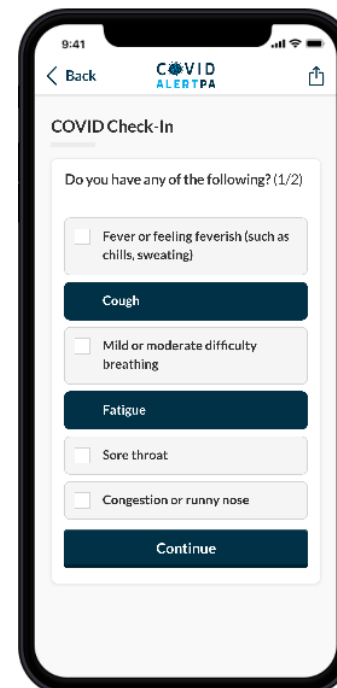 9:41
Back
COVID
ALERTPA
COVID Check-In
Do you have any of the following? (1/2)
Fever or feeling feverish (such as
chills, sweating)
Cough
Mild or moderate difficulty
breathing
Fatigue
Sore throat
Congestion or runny nose
Continue